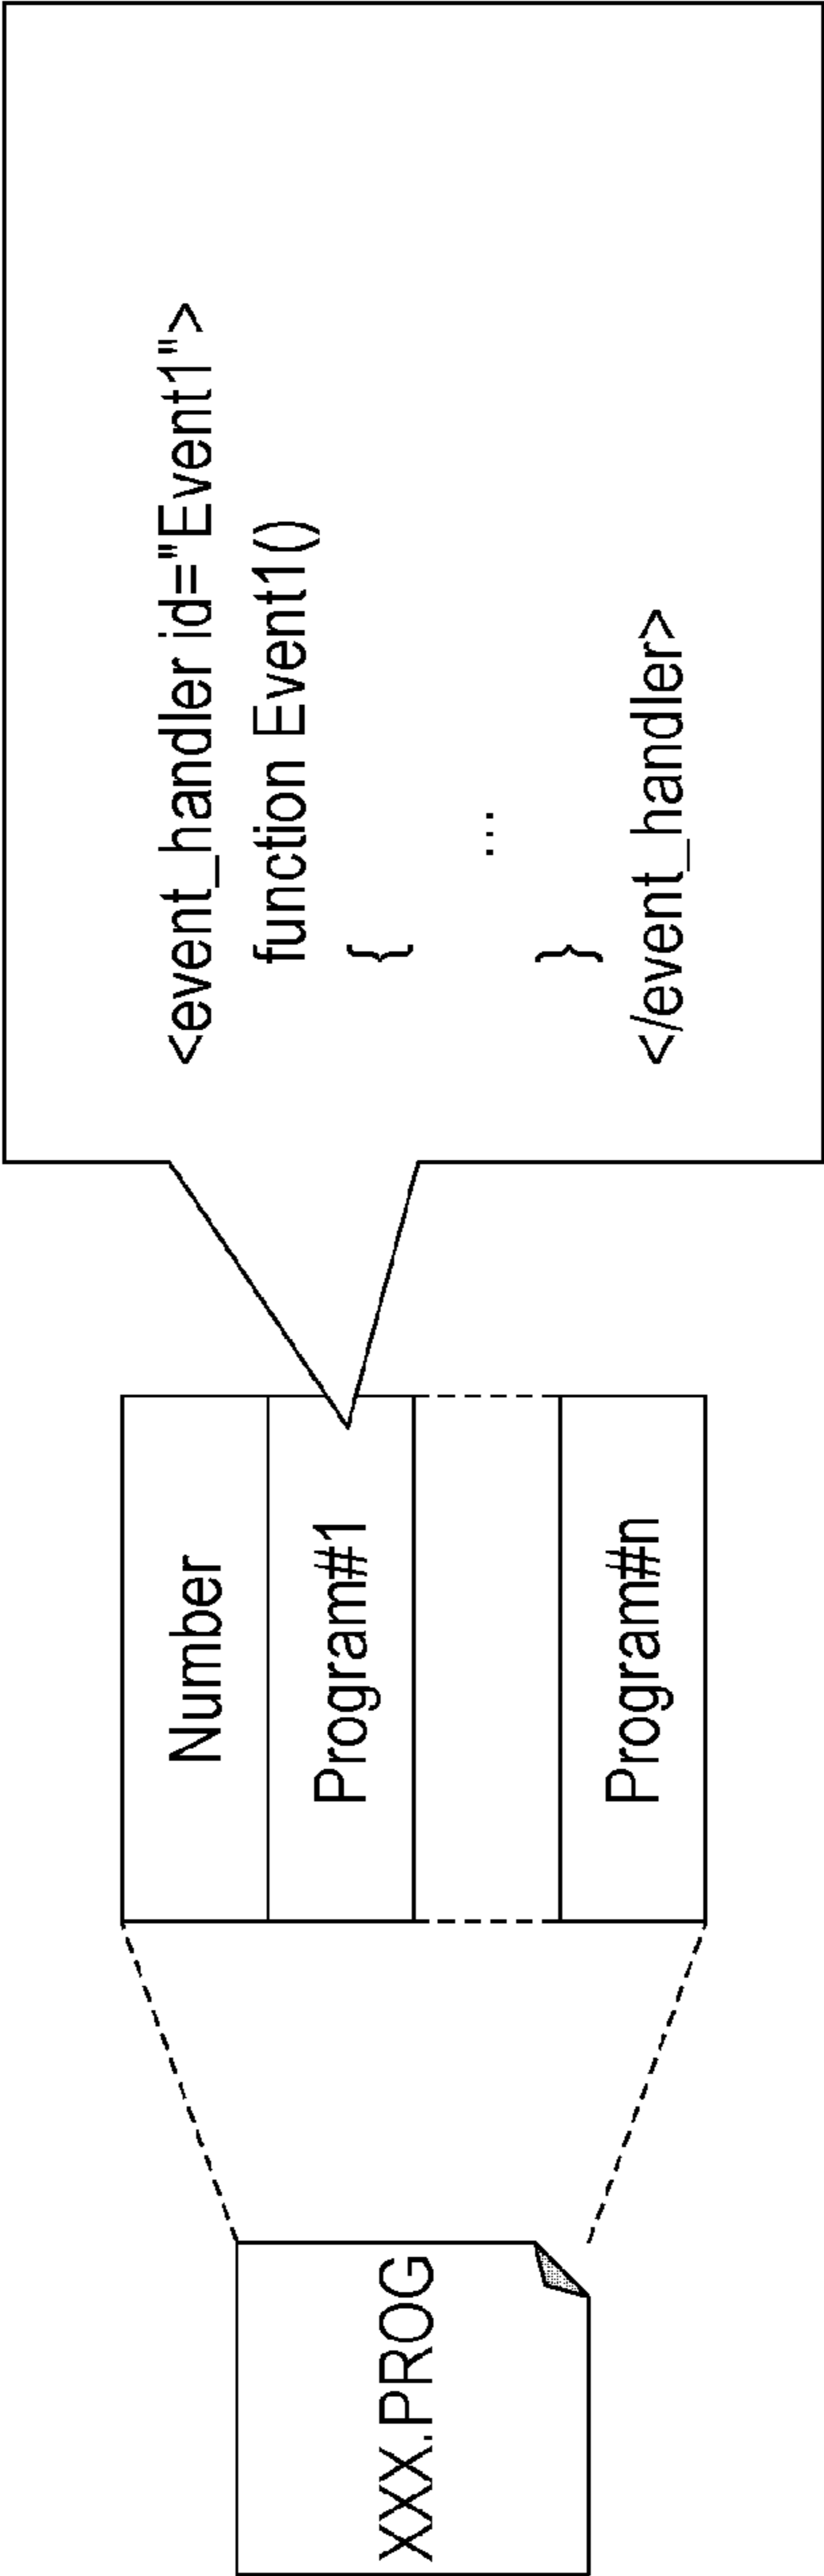 XXX.PROG
Number
Program#1
Program#n
<event_handler id="Event1">
function Event1()
{
...
}
</event_handler>